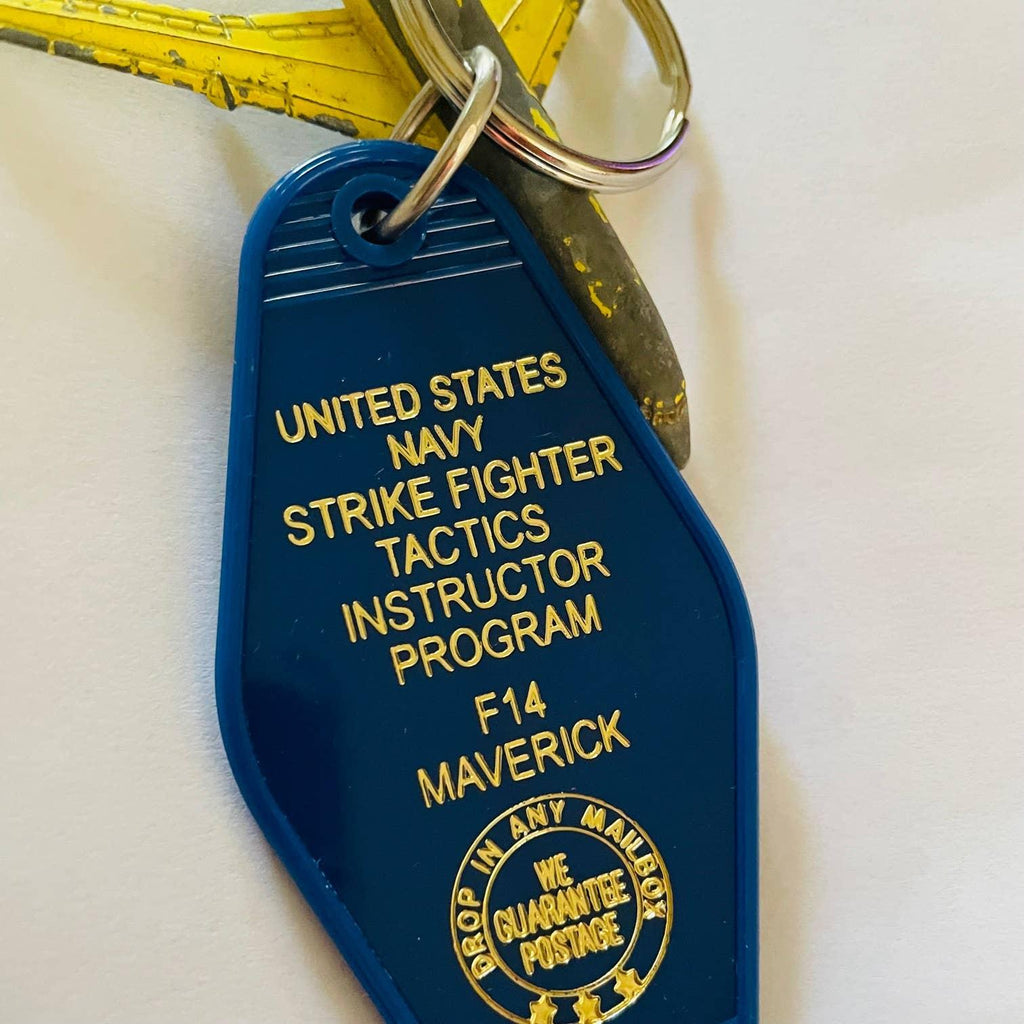 UNITED STATES
NAVY
STRIKE FIGHTER
TACTICS
INSTRUCTOR
PROGRAM
F14
MAVERICK
DROP IN ANY MAILBOX
WE
GUARANTEE
POSTAGE